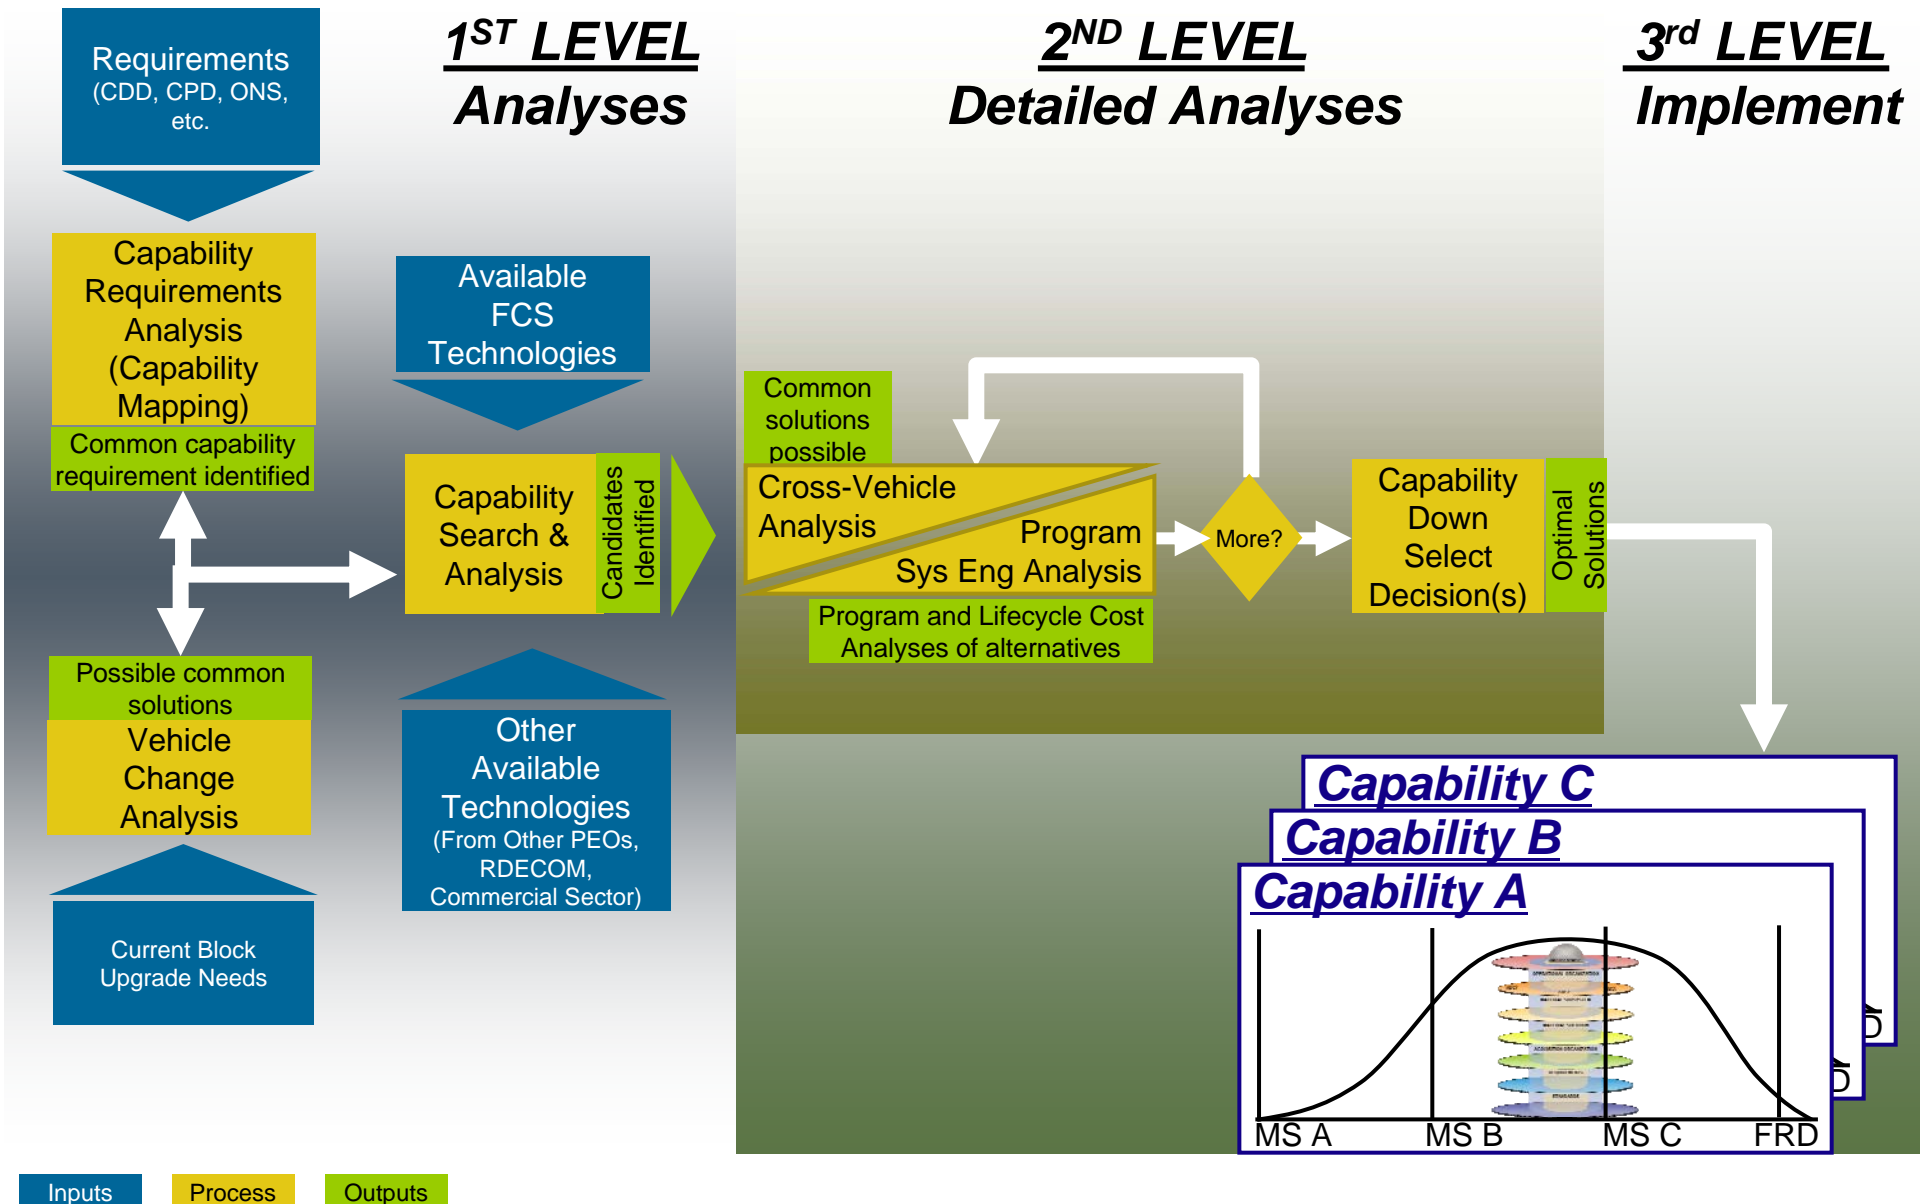 Requirements
(CDD, CPD, ONS,
etc.
1ST LEVEL
Analyses
2ND LEVEL
Detailed Analyses
3rd LEVEL
Implement
Capability
Requirements
Analysis
(Capability
Mapping)
Common capability
requirement identified
Available
FCS
Technologies
Capability
Search &
Analysis
Candidates
Identified
Possible common
solutions
Vehicle
Change
Analysis
Current Block
Upgrade Needs
Other
Available
Technologies
(From Other PEOs,
RDECOM,
Commercial Sector)
Common
solutions
possible
Cross-Vehicle
Analysis
Program
Sys Eng Analysis
Program and Lifecycle Cost
Analyses of alternatives
More?
Capability
Down
Select
Decision(s)
Optimal
Solutions
Capability C
D
Capability B
D
Capability A
OPERATIONAL ORGANIZATION
ACQUISITION ORGANIZATION
MS A
MS B
MS C
FRD
Inputs
Process
Outputs